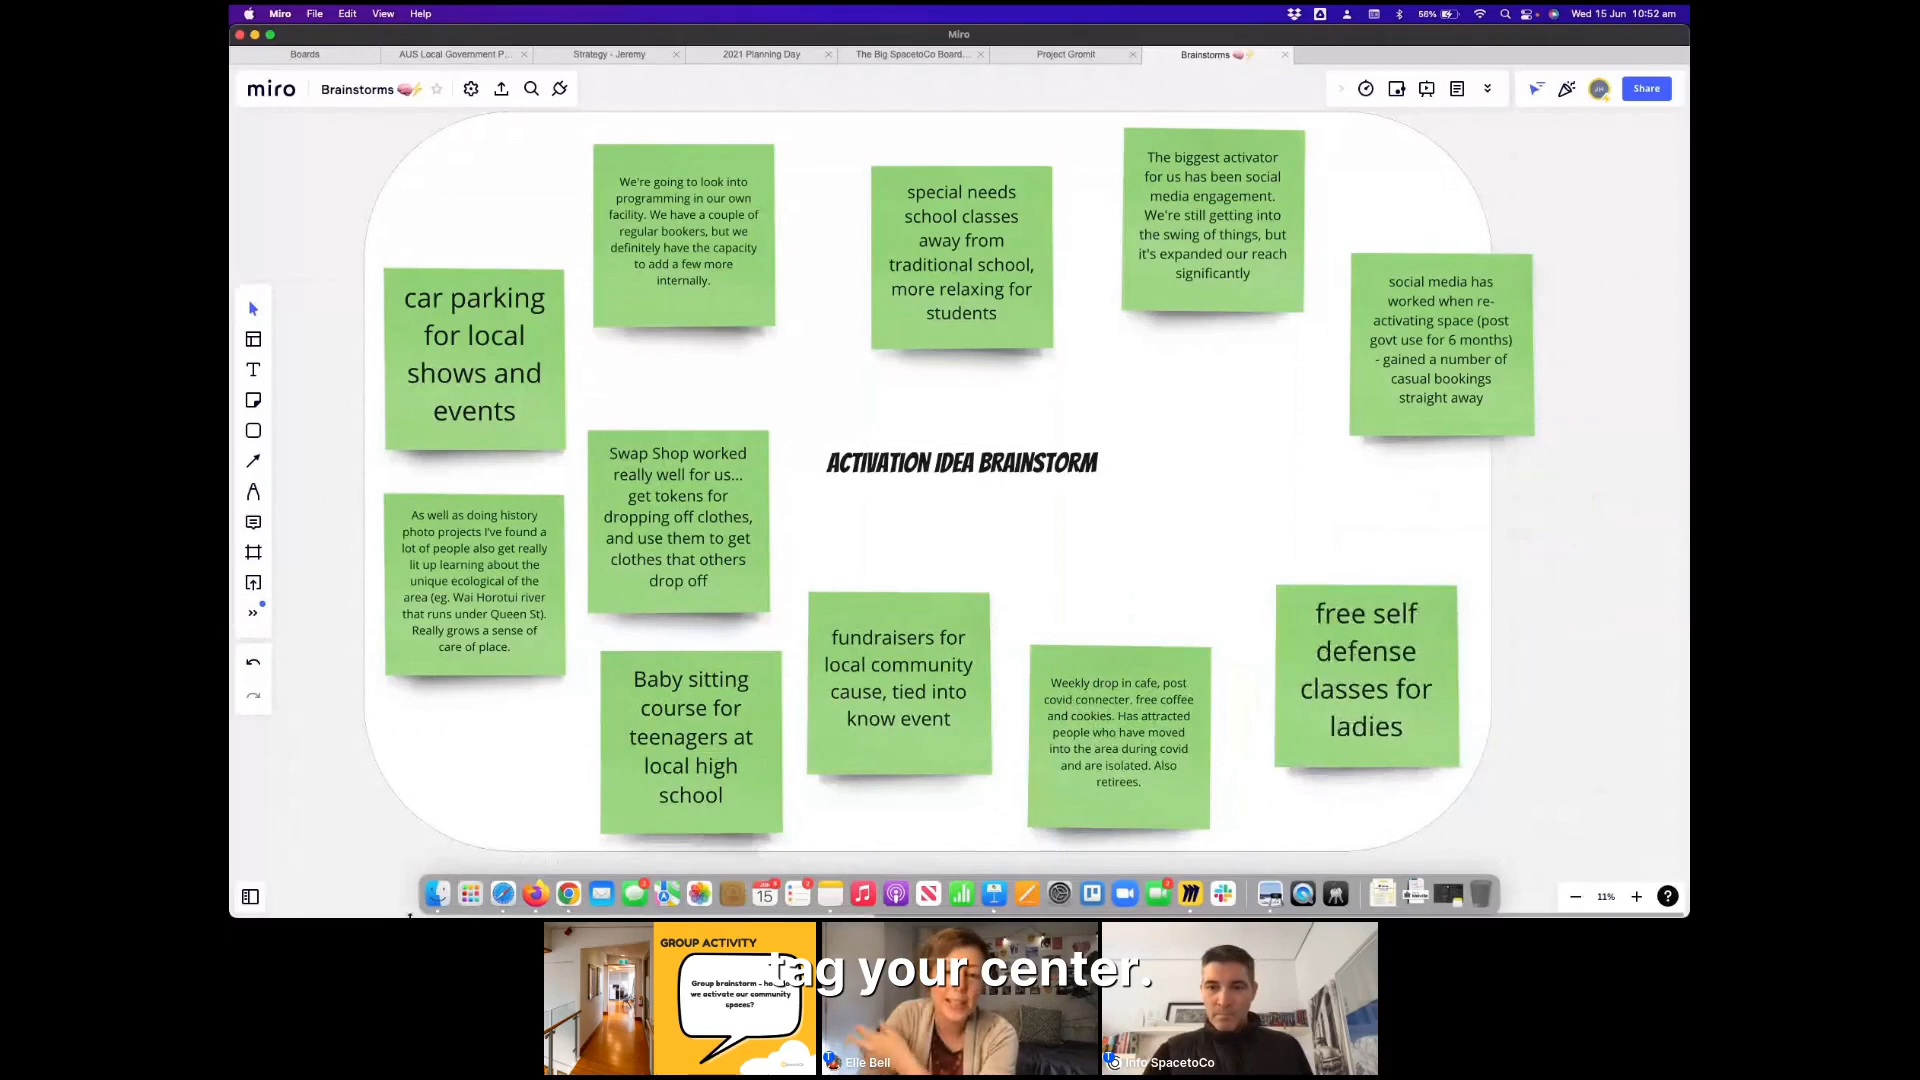 Miro File Edit View Help
56% Wed 15 Jun 10:52 am
Miro
Boards
AUS Local Government P...
Strategy - Jeremy
2021 Planning Day
The Big SpacetoCo Board...
Project Gromit
Brainstorms
miro
Brainstorms
Share
We're going to look into
programming in our own
facility. We have a couple of
regular bookers, but we
definitely have the capacity
to add a few more
internally.
special needs
school classes
away from
traditional school,
more relaxing for
students
The biggest activator
for us has been social
media engagement.
We're still getting into
the swing of things, but
it's expanded our reach
significantly
social media has
worked when re-
activating space (post
govt use for 6 months)
- gained a number of
casual bookings
straight away
car parking
for local
shows and
events
Swap Shop worked
really well for us...
get tokens for
dropping off clothes,
and use them to get
clothes that others
drop off
ACTIVATION IDEA BRAINSTORM
As well as doing history
photo projects I've found a
lot of people also get really
lit up learning about the
unique ecological of the
area (eg. Wai Horotui river
that runs under Queen St).
Really grows a sense of
care of place.
Baby sitting
course for
teenagers at
local high
school
fundraisers for
local community
cause, tied into
know event
Weekly drop in cafe, post
covid connecter. free coffee
and cookies. Has attracted
people who have moved
into the area during covid
and are isolated. Also
retirees.
free self
defense
classes for
ladies
15
11%
GROUP ACTIVITY
Group brainstorm - ho
we activate our community
spaces?
tag your center.
Elle Bell
Info SpacetoCo